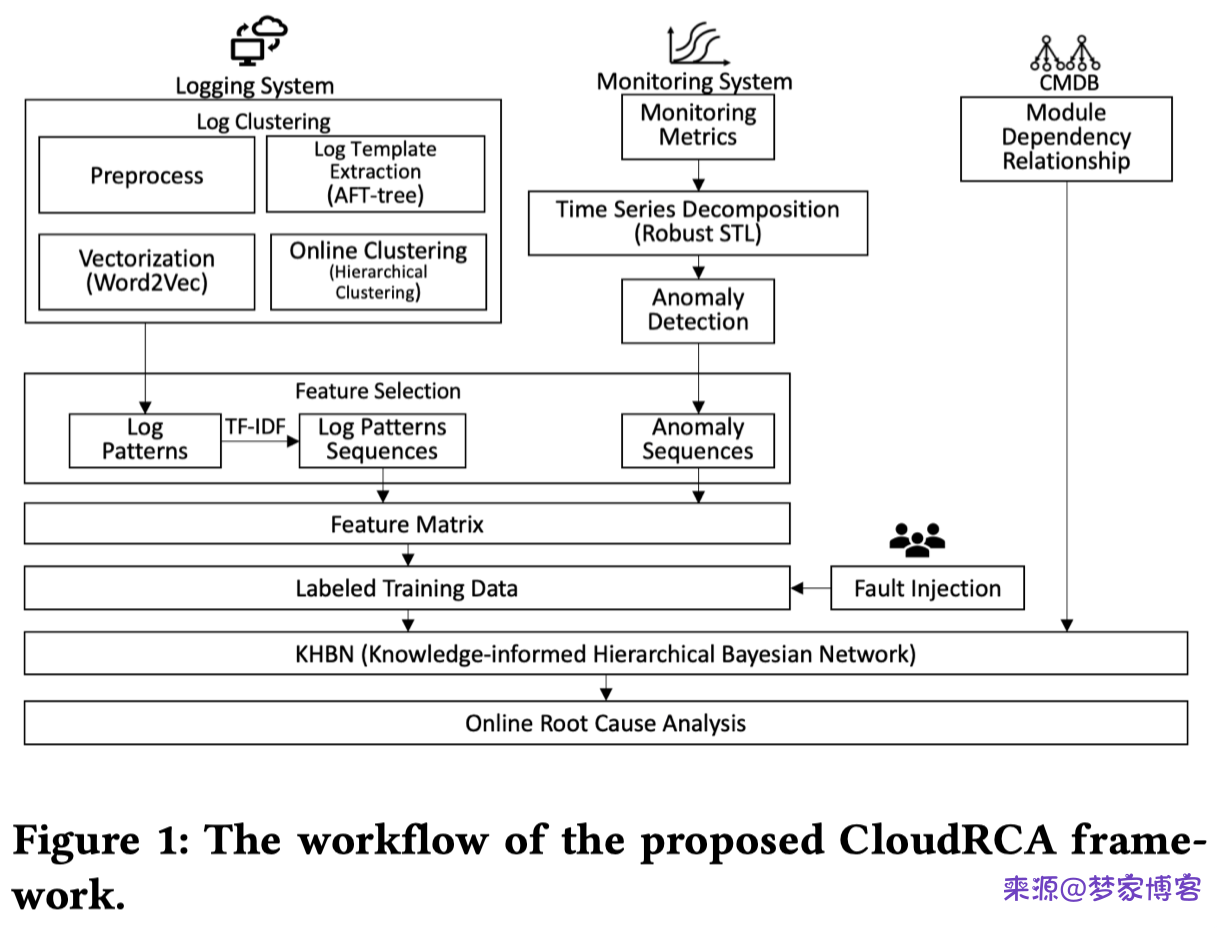 Logging System
Log Clustering
Preprocess
Log Template
Extraction
(AFT-tree)
Vectorization
(Word2Vec)
Online Clustering
(Hierarchical
Clustering)
Monitoring System
Monitoring
Metrics
Time Series Decomposition
(Robust STL)
Anomaly
Detection
CMDB
Module
Dependency
Relationship
Feature Selection
Log
Patterns
TF-IDF
Log Patterns
Sequences
Anomaly
Sequences
Feature Matrix
Labeled Training Data
Fault Injection
KHBN (Knowledge-informed Hierarchical Bayesian Network)
Online Root Cause Analysis
Figure 1: The workflow of the proposed CloudRCA frame-
work.
来源@梦家博客